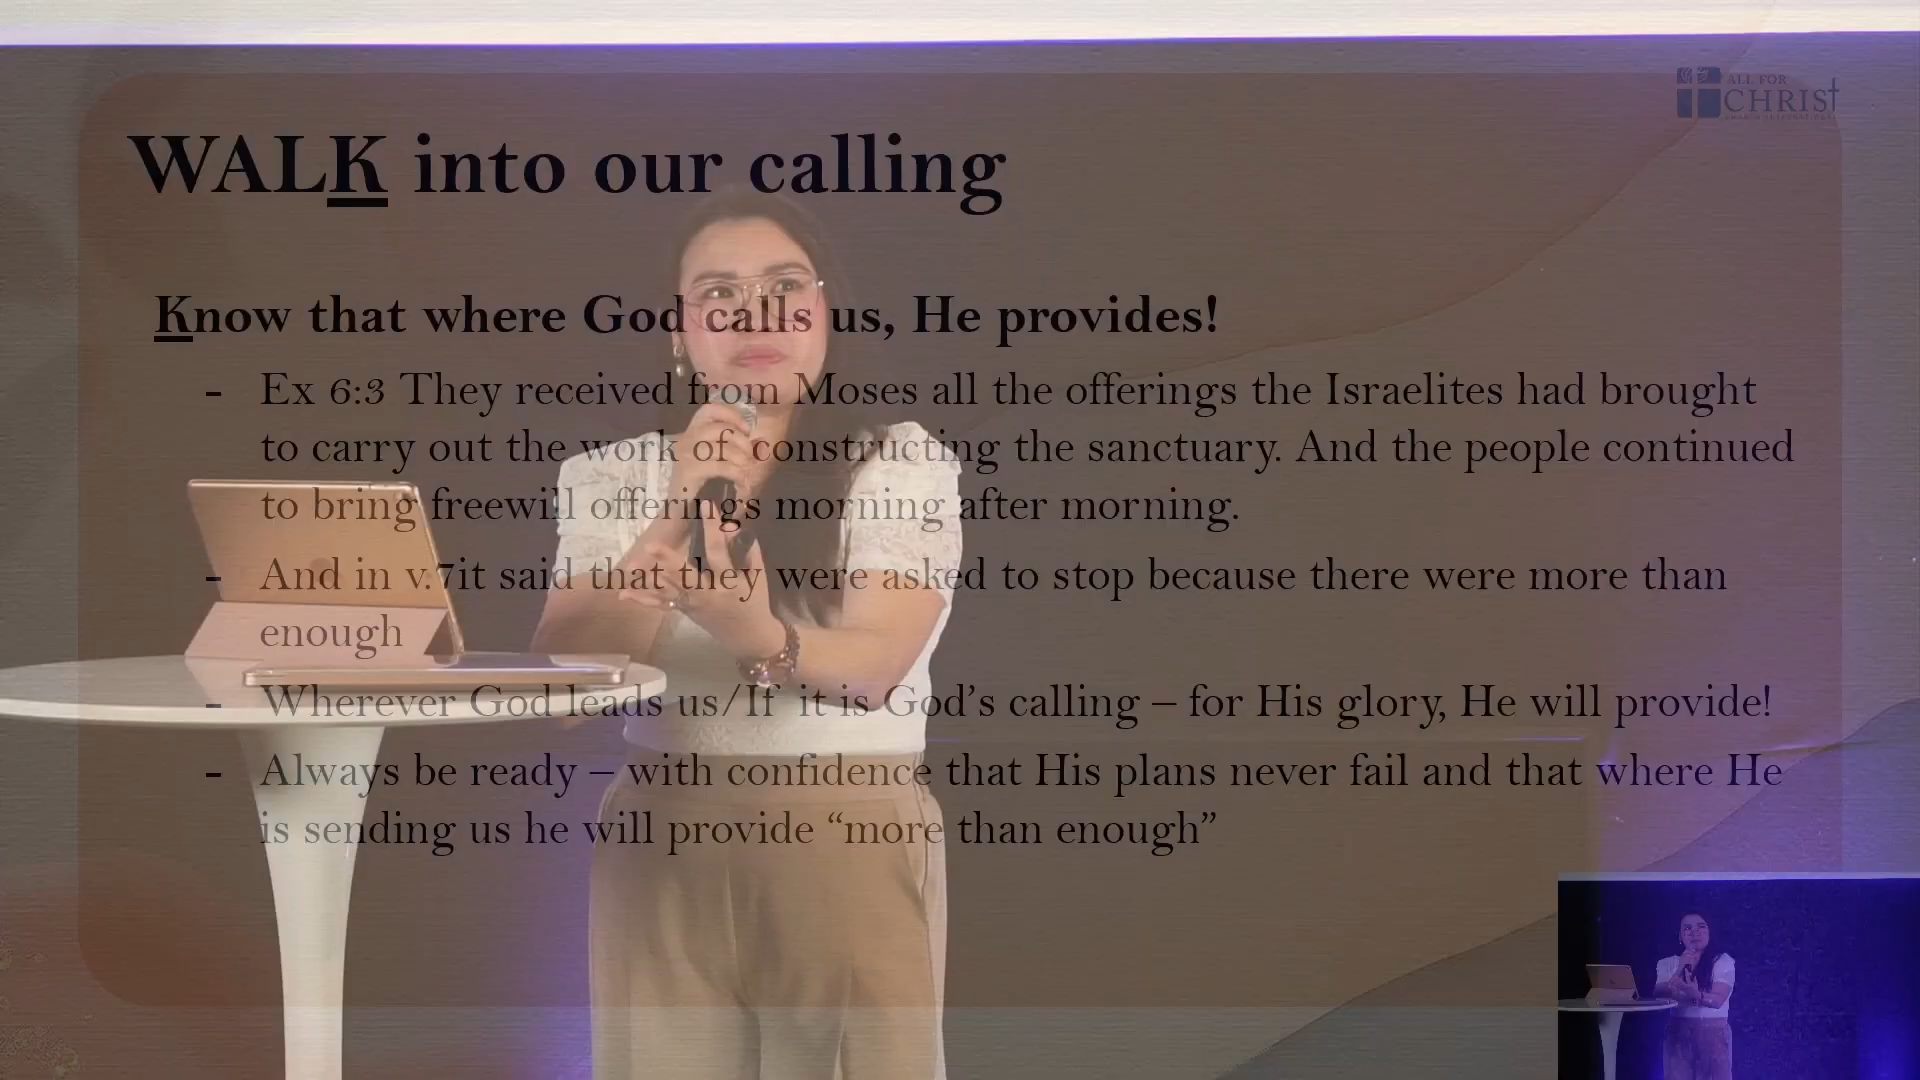 ALL FOR
CHRIST
WALK into our calling
Know that where God calls us, He provides!
- Ex 6:3 They received from Moses all the offerings the Israelites had brought
to carry out the work of constructing the sanctuary. And the people continued
to bring freewill offerings morning after morning.
- And in v.7it said that they were asked to stop because there were more than
enough
- Wherever God leads us/If it is God's calling – for His glory, He will provide!
- Always be ready – with confidence that His plans never fail and that where He
is sending us he will provide “more than enough”